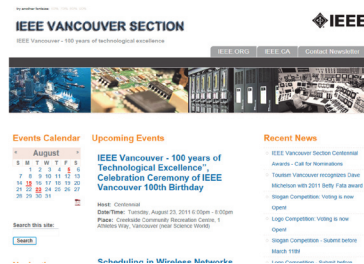 IEEE VANCOUVER SECTION
IEEE
IEEE Vancouver - 100 years of technological excellence
IEEE.ORG IEEE.CA Contact Newsletter
Events Calendar
« August »
S M T W T F S
1 2 3 4 5 6
7 8 9 10 11 12 13
14 15 16 17 18 19 20
21 22 23 24 25 26 27
28 29 30 31
Search this site:
Search
Upcoming Events
IEEE Vancouver - 100 years of
Technological Excellence",
Celebration Ceremony of IEEE
Vancouver 100th Birthday
Host: Centennial
Date/Time: Tuesday, August 23, 2011 6:00pm - 8:00pm
Place: Creekside Community Recreation Centre, 1
Athletes Way, Vancouver (near Science World)
Scheduling in Wireless Networks
Recent News
IEEE Vancouver Section Centennial
Awards - Call for Nominations
Tourism Vancouver recognizes Dave
Michelson with 2011 Betty Fata award
Slogan Competition: Voting is now
Open!
Logo Competition: Voting is now
Open!
Slogan Competition - Submit before
March 11th!
Logo Competition - Submit before